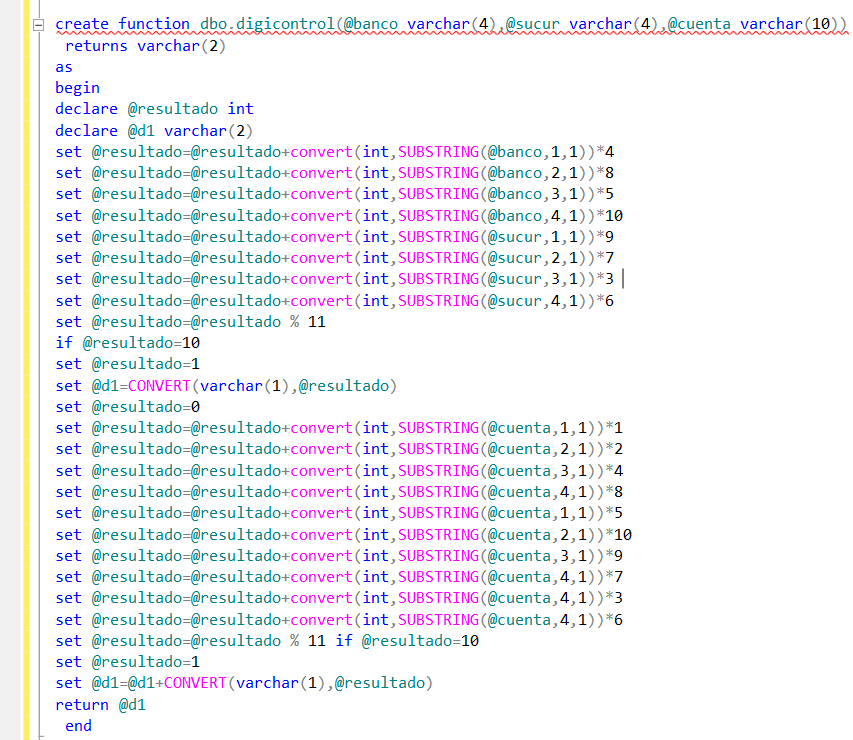 create function dbo.digicontrol(@banco varchar(4),@sucur varchar(4),@cuenta varchar(10))
returns varchar(2)
as
begin
declare @resultado int
declare @d1 varchar(2)
set @resultado=@resultado+convert(int,SUBSTRING(@banco,1,1))*4
set @resultado=@resultado+convert(int,SUBSTRING(@banco,2,1))*8
set @resultado=@resultado+convert(int,SUBSTRING(@banco,3,1))*5
set @resultado=@resultado+convert(int,SUBSTRING(@banco,4,1))*10
set @resultado=@resultado+convert(int,SUBSTRING(@sucur,1,1))*9
set @resultado=@resultado+convert(int,SUBSTRING(@sucur,2,1))*7
set @resultado=@resultado+convert(int,SUBSTRING(@sucur,3,1))*3
set @resultado=@resultado+convert(int,SUBSTRING(@sucur,4,1))*6
set @resultado=@resultado % 11
if @resultado=10
set @resultado=1
set @d1=CONVERT(varchar(1),@resultado)
set @resultado=0
set @resultado=@resultado+convert(int,SUBSTRING(@cuenta,1,1))*1
set @resultado=@resultado+convert(int,SUBSTRING(@cuenta,2,1))*2
set @resultado=@resultado+convert(int,SUBSTRING(@cuenta,3,1))*4
set @resultado=@resultado+convert(int,SUBSTRING(@cuenta,4,1))*8
set @resultado=@resultado+convert(int,SUBSTRING(@cuenta,1,1))*5
set @resultado=@resultado+convert(int,SUBSTRING(@cuenta,2,1))*10
set @resultado=@resultado+convert(int,SUBSTRING(@cuenta,3,1))*9
set @resultado=@resultado+convert(int,SUBSTRING(@cuenta,4,1))*7
set @resultado=@resultado+convert(int,SUBSTRING(@cuenta,4,1))*3
set @resultado=@resultado+convert(int,SUBSTRING(@cuenta,4,1))*6
set @resultado=@resultado % 11 if @resultado=10
set @resultado=1
set @d1=@d1+CONVERT(varchar(1),@resultado)
return @d1
end